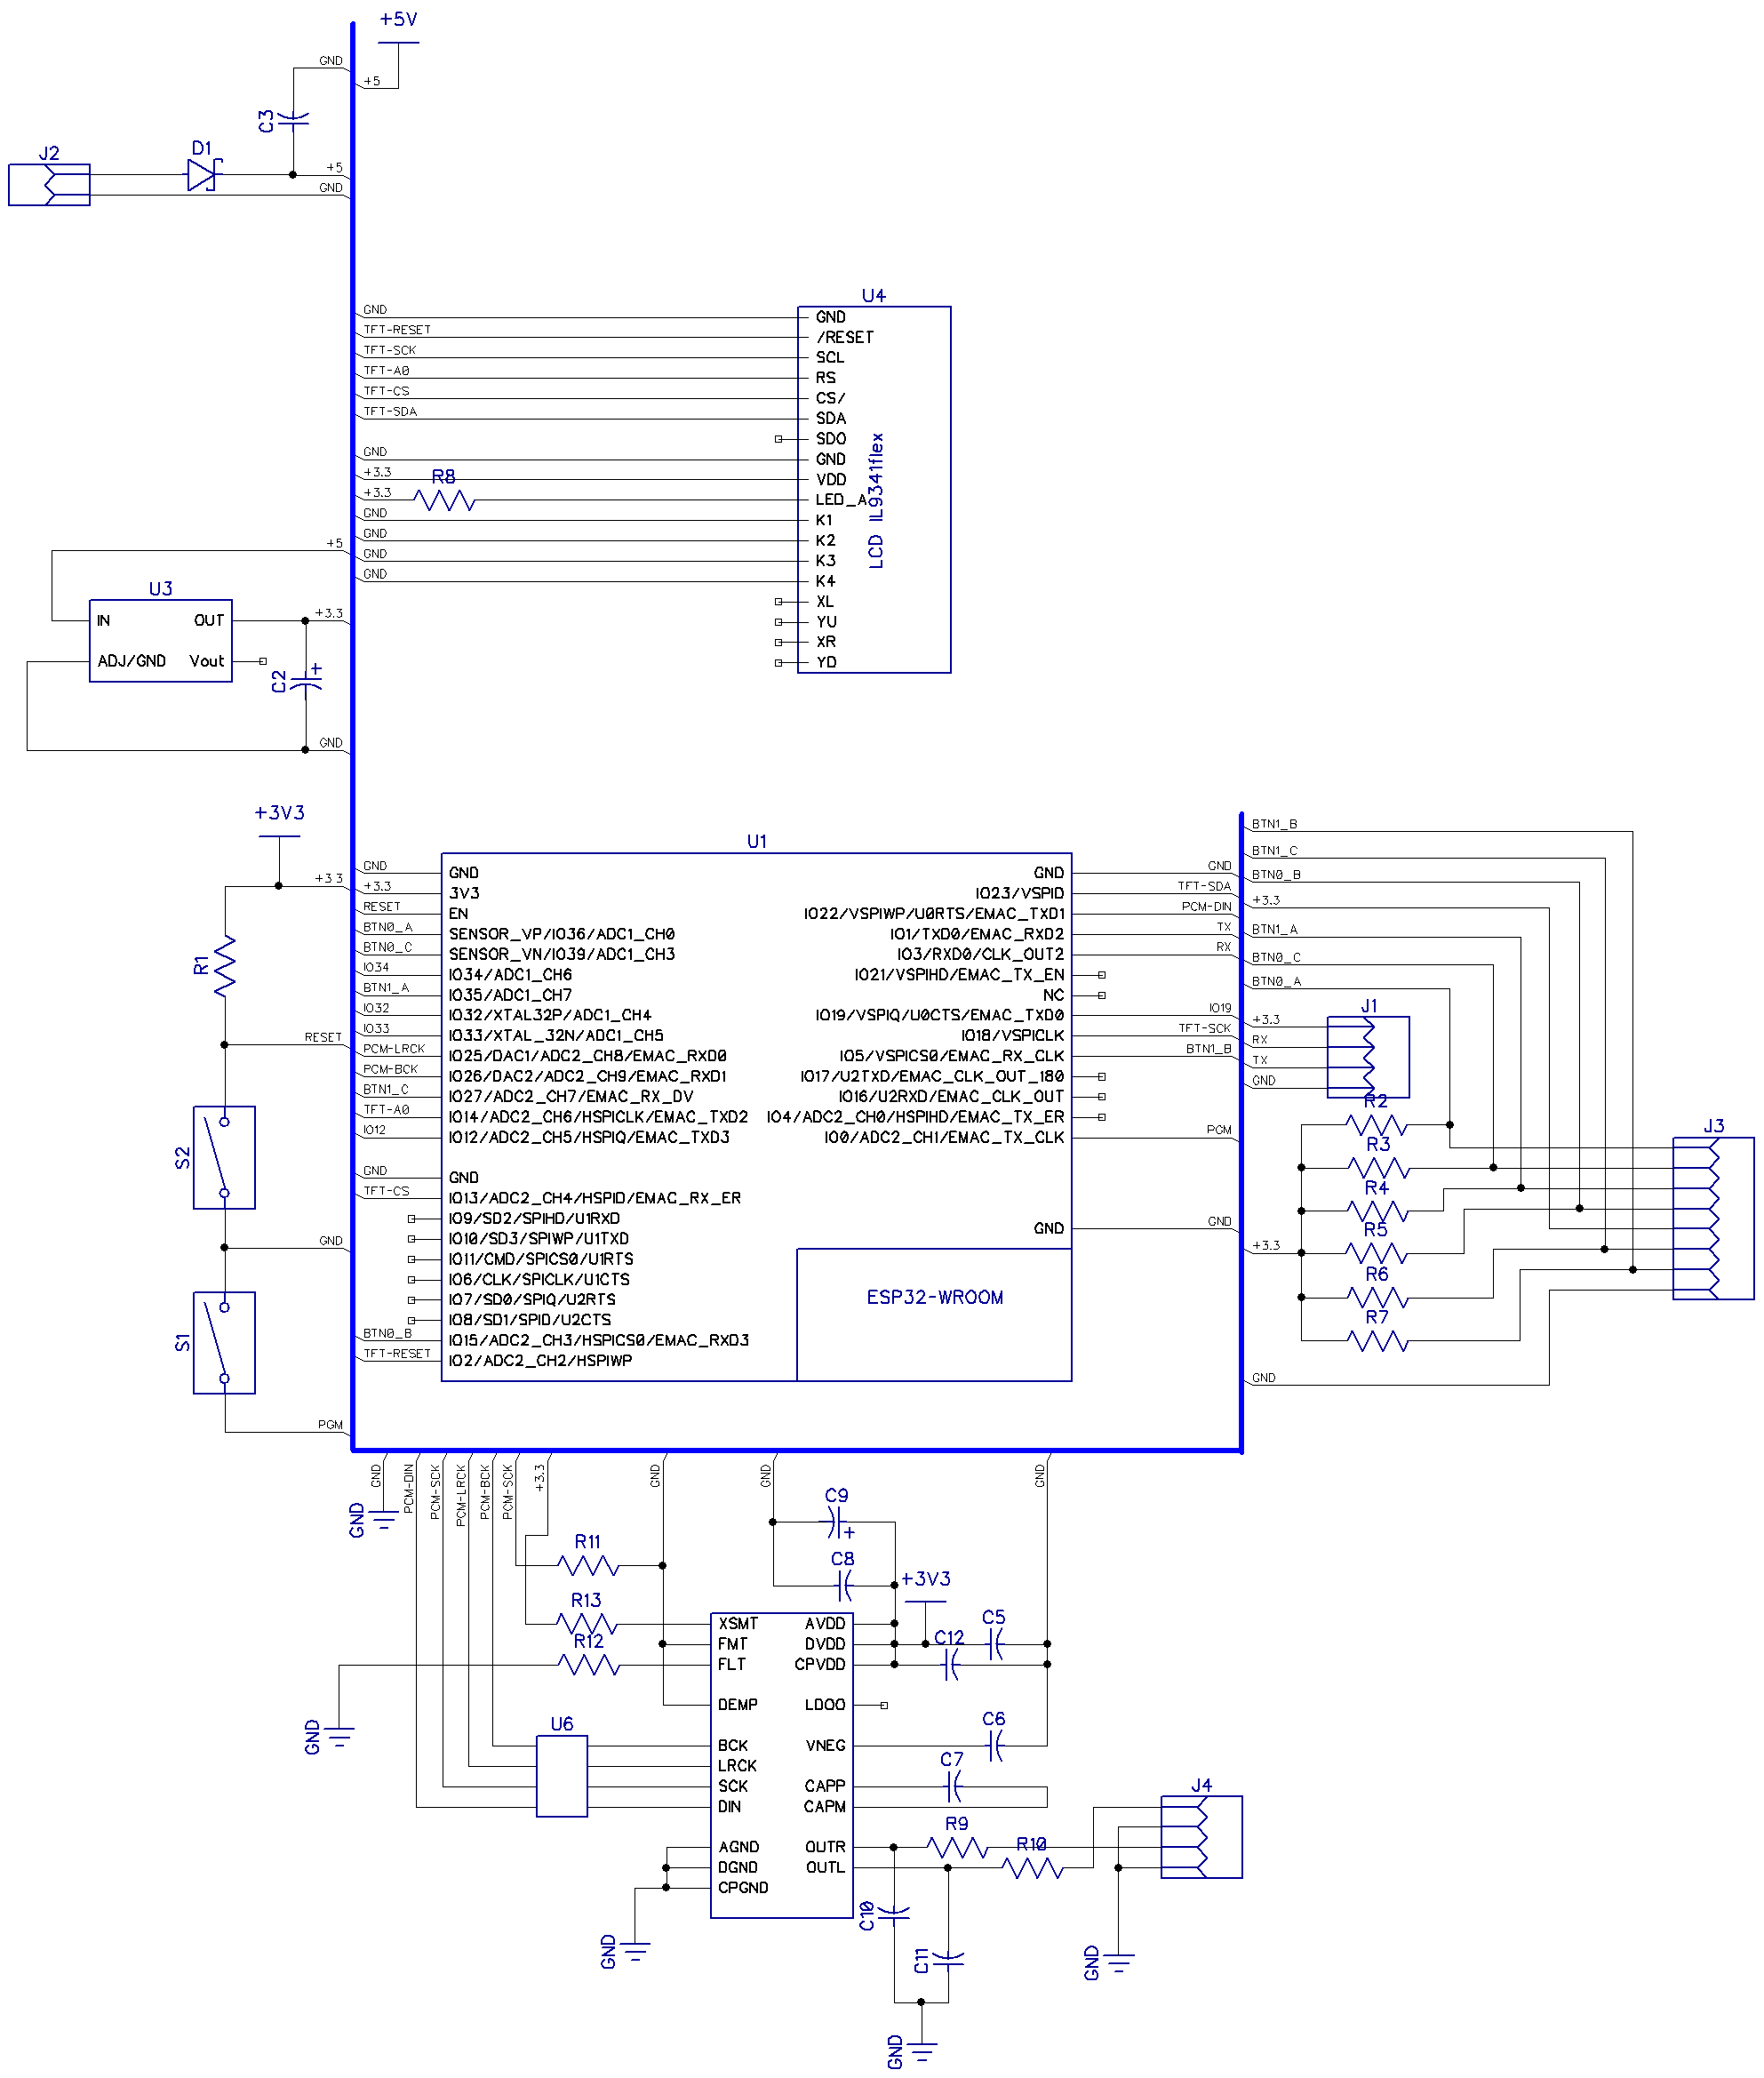 +5V
GND
+5
C3
J2
D1
+5
GND
U4
GND
TFT-RESET
TFT-SCK
TFT-A0
TFT-CS
TFT-SDA
GND
+3.3
+3.3
R8
GND
GND
GND
GND
GND
/RESET
SCL
RS
CS/
SDA
SDO
GND
VDD
LED_A
K1
K2
K3
K4
XL
YU
XR
YD
LCD IL9341flex
+5
U3
IN
OUT
ADJ/GND
Vout
+3.3
C2
+
GND
+3V3
+3.3
R1
RESET
S2
GND
S1
PGM
U1
GND
+3.3
RESET
BTN0_A
BTN0_C
IO34
BTN1_A
IO32
IO33
PCM-LRCK
PCM-BCK
BTN1_C
TFT-A0
IO12
GND
TFT-CS
BTN0_B
TFT-RESET
GND
3V3
EN
SENSOR_VP/IO36/ADC1_CH0
SENSOR_VN/IO39/ADC1_CH3
IO34/ADC1_CH6
IO35/ADC1_CH7
IO32/XTAL32P/ADC1_CH4
IO33/XTAL_32N/ADC1_CH5
IO25/DAC1/ADC2_CH8/EMAC_RXD0
IO26/DAC2/ADC2_CH9/EMAC_RXD1
IO27/ADC2_CH7/EMAC_RX_DV
IO14/ADC2_CH6/HSPICLK/EMAC_TXD2
IO12/ADC2_CH5/HSPIQ/EMAC_TXD3
GND
IO13/ADC2_CH4/HSPID/EMAC_RX_ER
IO9/SD2/SPIHD/U1RXD
IO10/SD3/SPIWP/U1TXD
IO11/CMD/SPICS0/U1RTS
IO6/CLK/SPICLK/U1CTS
IO7/SD0/SPIQ/U2RTS
IO8/SD1/SPID/U2CTS
IO15/ADC2_CH3/HSPICS0/EMAC_RXD3
IO2/ADC2_CH2/HSPIWP
GND
IO23/VSPID
IO22/VSPIWP/U0RTS/EMAC_TXD1
IO1/TXD0/EMAC_RXD2
IO3/RXD0/CLK_OUT2
IO21/VSPIHD/EMAC_TX_EN
NC
IO19/VSPIQ/U0CTS/EMAC_TXD0
IO18/VSPICLK
IO5/VSPICS0/EMAC_RX_CLK
IO17/U2TXD/EMAC_CLK_OUT_180
IO16/U2RXD/EMAC_CLK_OUT
IO4/ADC2_CH0/HSPIHD/EMAC_TX_ER
IO0/ADC2_CH1/EMAC_TX_CLK
GND
ESP32-WROOM
GND
TFT-SDA
PCM-DIN
TX
RX
IO19
TFT-SCK
BTN1_B
PGM
GND
BTN1_B
BTN1_C
BTN0_B
+3.3
BTN1_A
BTN0_C
BTN0_A
J1
+3.3
RX
TX
GND
R2
R3
R4
R5
R6
R7
+3.3
GND
J3
GND
GND
PCM-DIN
PCM-SCK
PCM-LRCK
PCM-BCK
PCM-SCK
+3.3
GND
GND
GND
C9
+
C8
+3V3
R11
R13
R12
C5
C12
XSMT
FMT
FLT
DEMP
BCK
LRCK
SCK
DIN
AGND
DGND
CPGND
AVDD
DVDD
CPVDD
LDOO
VNEG
CAPP
CAPM
OUTR
OUTL
GND
U6
C6
C7
R9
R10
J4
C10
C11
GND
GND
GND